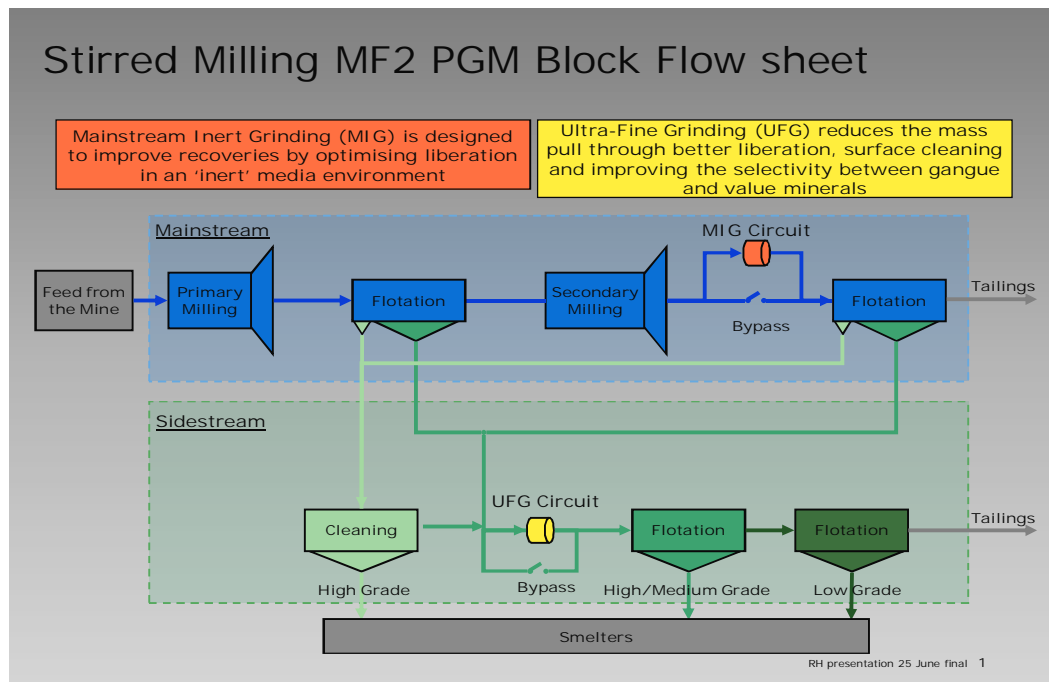 Stirred Milling MF2 PGM Block Flow sheet
Mainstream Inert Grinding (MIG) is designed
to improve recoveries by optimising liberation
in an 'inert' media environment
Ultra-Fine Grinding (UFG) reduces the mass
pull through better liberation, surface cleaning
and improving the selectivity between gangue
and value minerals
Mainstream
MIG Circuit
Feed from
the Mine
Primary
Milling
Flotation
Secondary
Milling
Bypass
Flotation
Tailings
Sidestream
UFG Circuit
Cleaning
Bypass
Flotation
Flotation
Tailings
High Grade
High/Medium Grade
Low Grade
Smelters
RH presentation 25 June final 1